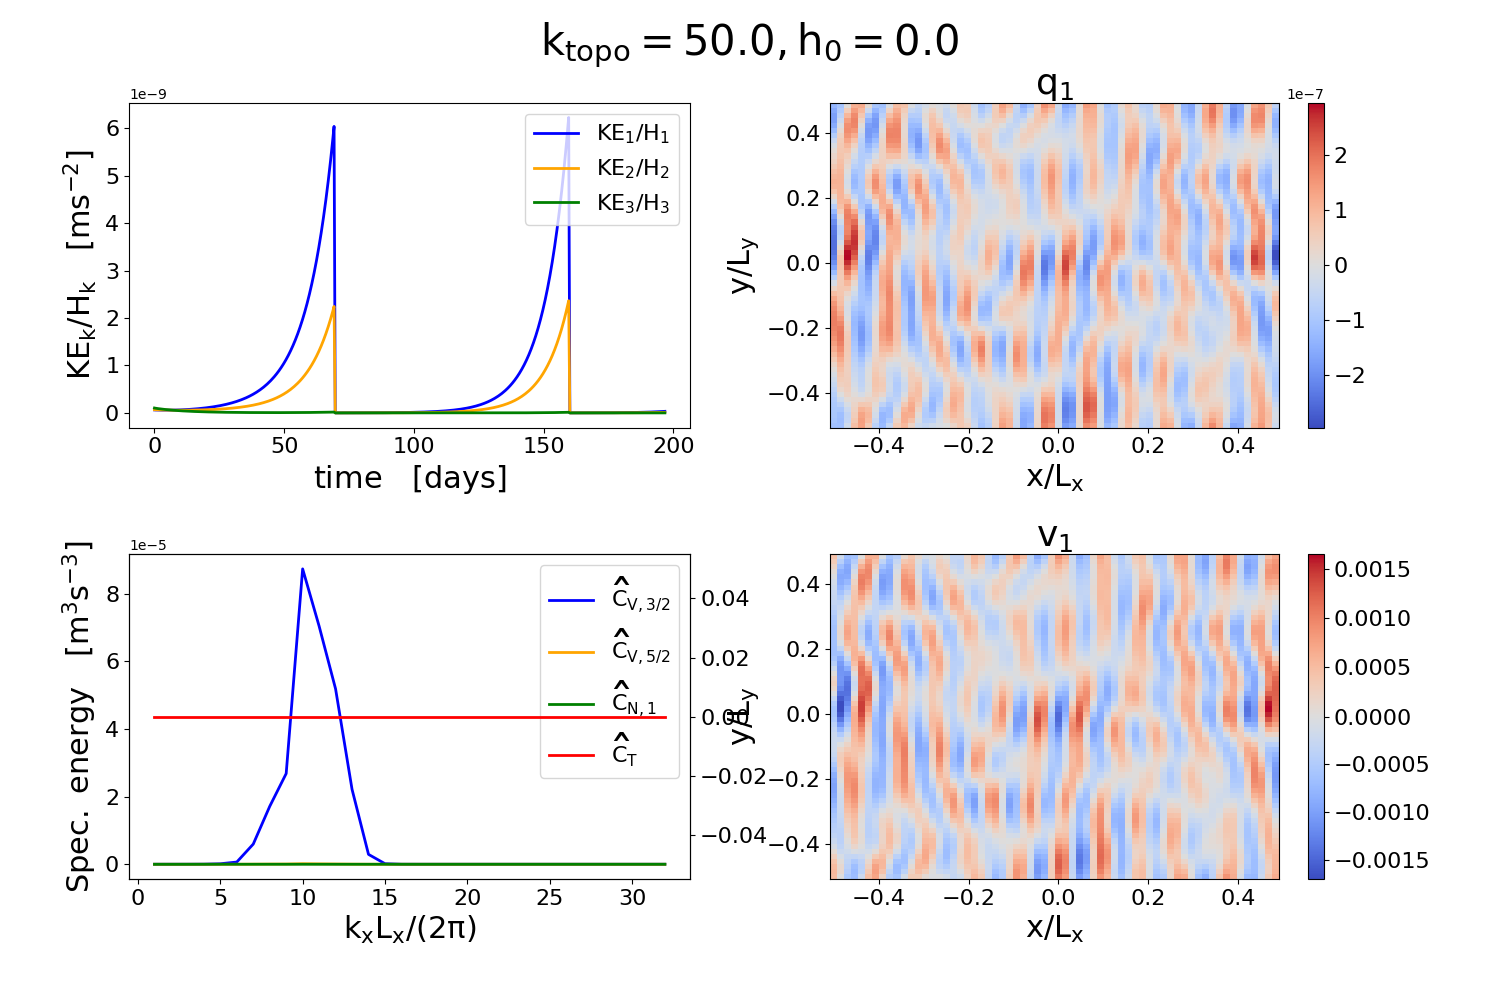 k_topo = 50.0, h_0 = 0.0
1e−9
KE_k/H_k [ms^−2]
6
5
4
3
2
1
0
KE_1/H_1
KE_2/H_2
KE_3/H_3
0 50 100 150 200
time [days]
q_1
y/L_y
0.4
0.2
0.0
−0.2
−0.4
−0.4 −0.2 0.0 0.2 0.4
x/L_x
1e−7
2
1
0
−1
−2
1e−5
Spec. energy [m^3s^−3]
8
6
4
2
0
Ĉ_V,3/2
Ĉ_V,5/2
Ĉ_N,1
Ĉ_T
0.04
0.02
0.00
−0.02
−0.04
0 5 10 15 20 25 30
k_xL_x/(2π)
v_1
y/L_y
0.4
0.2
0.0
−0.2
−0.4
−0.4 −0.2 0.0 0.2 0.4
x/L_x
0.0015
0.0010
0.0005
0.0000
−0.0005
−0.0010
−0.0015